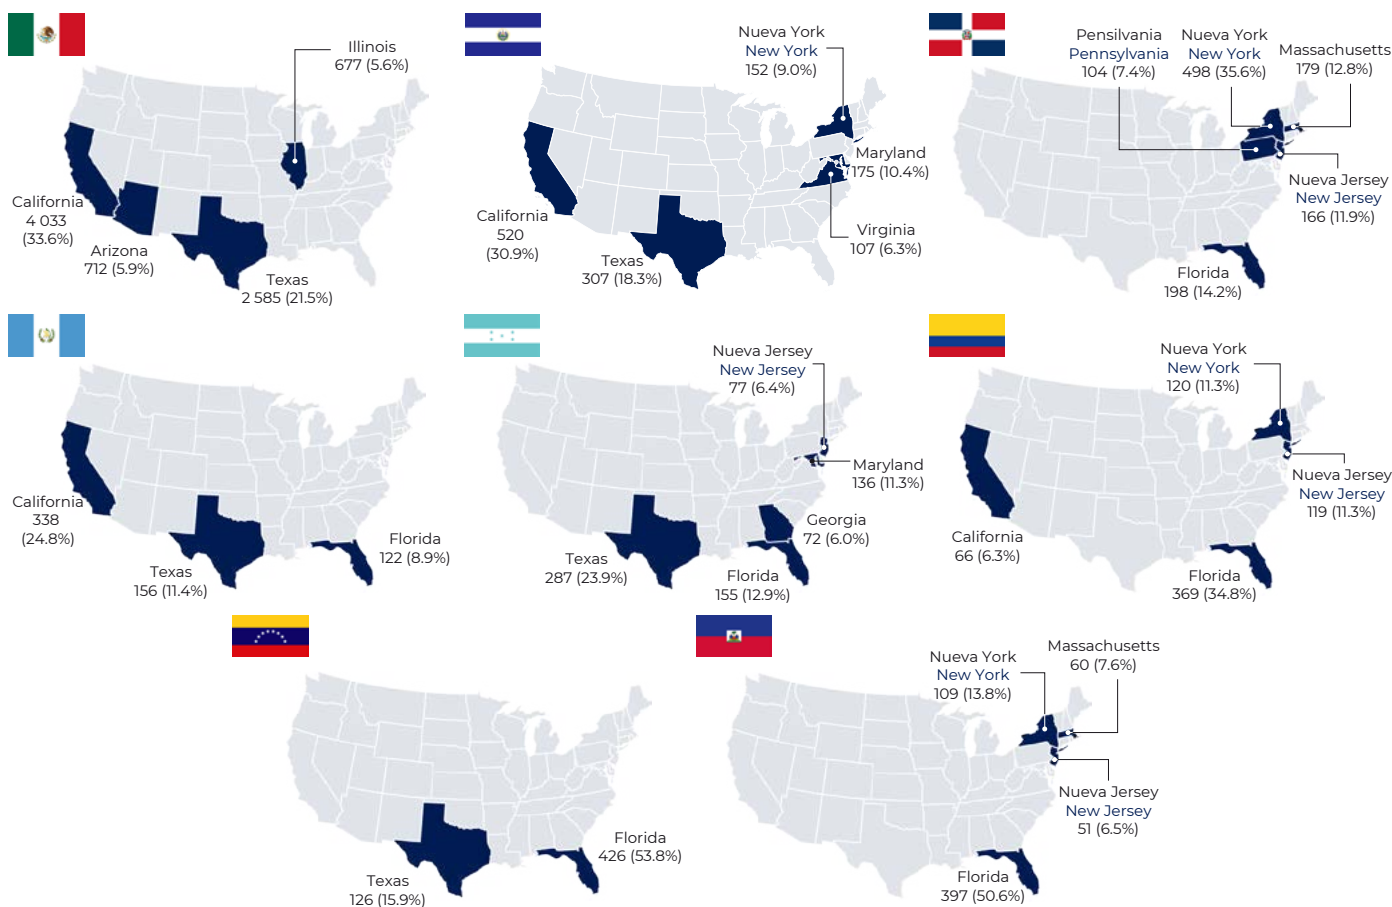 Illinois
677 (5.6%)
California
4 033
(33.6%)
Arizona
712 (5.9%)
Texas
2 585 (21.5%)
Nueva York
New York
152 (9.0%)
Maryland
175 (10.4%)
California
520
(30.9%)
Virginia
107 (6.3%)
Texas
307 (18.3%)
Pensilvania
Pennsylvania
104 (7.4%)
Nueva York
New York
498 (35.6%)
Massachusetts
179 (12.8%)
Nueva Jersey
New Jersey
166 (11.9%)
Florida
198 (14.2%)
California
338
(24.8%)
Texas
156 (11.4%)
Florida
122 (8.9%)
Nueva Jersey
New Jersey
77 (6.4%)
Maryland
136 (11.3%)
Georgia
72 (6.0%)
Texas
287 (23.9%)
Florida
155 (12.9%)
Nueva York
New York
120 (11.3%)
Nueva Jersey
New Jersey
119 (11.3%)
California
66 (6.3%)
Florida
369 (34.8%)
Florida
426 (53.8%)
Texas
126 (15.9%)
Nueva York
New York
109 (13.8%)
Massachusetts
60 (7.6%)
Nueva Jersey
New Jersey
51 (6.5%)
Florida
397 (50.6%)